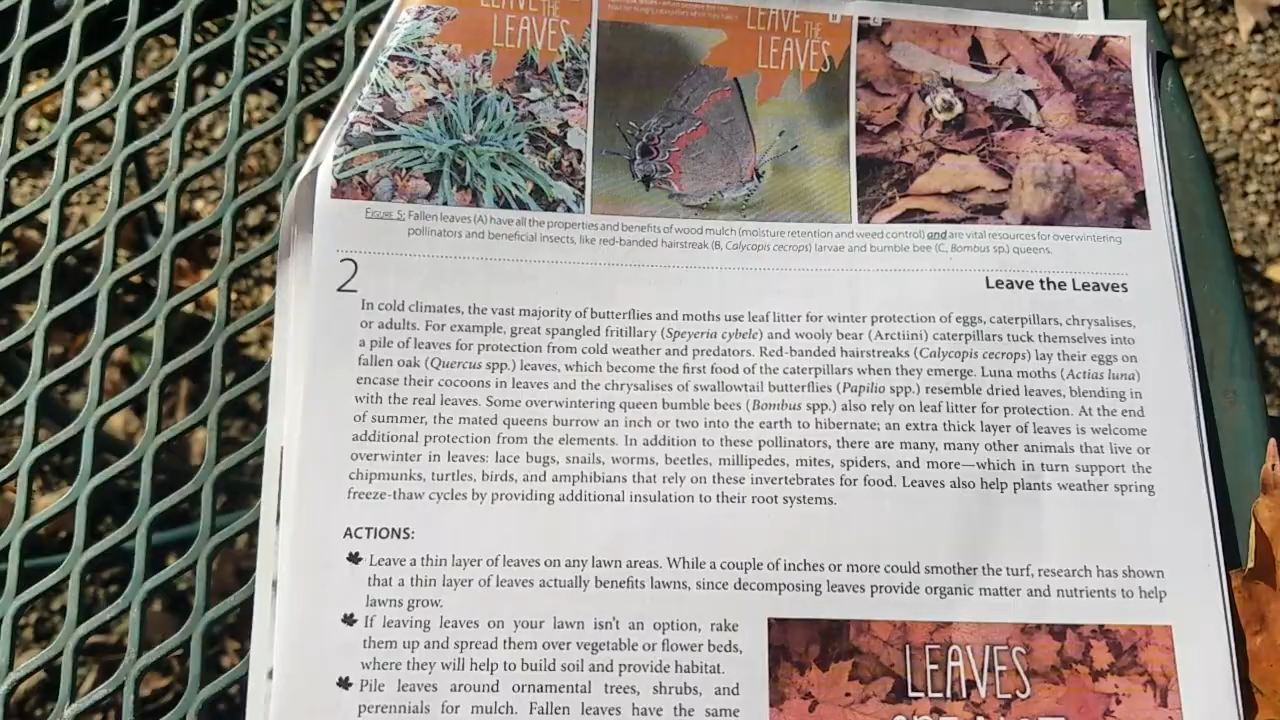 LEAVE THE
LEAVES
LEAVE THE
LEAVES
B
C
FIGURE 5: Fallen leaves (A) have all the properties and benefits of wood mulch (moisture retention and weed control) and are vital resources for overwintering
pollinators and beneficial insects, like red-banded hairstreak (B, Calycopis cecrops) larvae and bumble bee (C, Bombus sp.) queens.
2
Leave the Leaves
In cold climates, the vast majority of butterflies and moths use leaf litter for winter protection of eggs, caterpillars, chrysalises,
or adults. For example, great spangled fritillary (Speyeria cybele) and wooly bear (Arctiini) caterpillars tuck themselves into
a pile of leaves for protection from cold weather and predators. Red-banded hairstreaks (Calycopis cecrops) lay their eggs on
fallen oak (Quercus spp.) leaves, which become the first food of the caterpillars when they emerge. Luna moths (Actias luna)
encase their cocoons in leaves and the chrysalises of swallowtail butterflies (Papilio spp.) resemble dried leaves, blending in
with the real leaves. Some overwintering queen bumble bees (Bombus spp.) also rely on leaf litter for protection. At the end
of summer, the mated queens burrow an inch or two into the earth to hibernate; an extra thick layer of leaves is welcome
additional protection from the elements. In addition to these pollinators, there are many, many other animals that live or
overwinter in leaves: lace bugs, snails, worms, beetles, millipedes, mites, spiders, and more—which in turn support the
chipmunks, turtles, birds, and amphibians that rely on these invertebrates for food. Leaves also help plants weather spring
freeze-thaw cycles by providing additional insulation to their root systems.
ACTIONS:
Leave a thin layer of leaves on any lawn areas. While a couple of inches or more could smother the turf, research has shown
that a thin layer of leaves actually benefits lawns, since decomposing leaves provide organic matter and nutrients to help
lawns grow.
If leaving leaves on your lawn isn't an option, rake
them up and spread them over vegetable or flower beds,
where they will help to build soil and provide habitat.
Pile leaves around ornamental trees, shrubs, and
perennials for mulch. Fallen leaves have the same
LEAVES